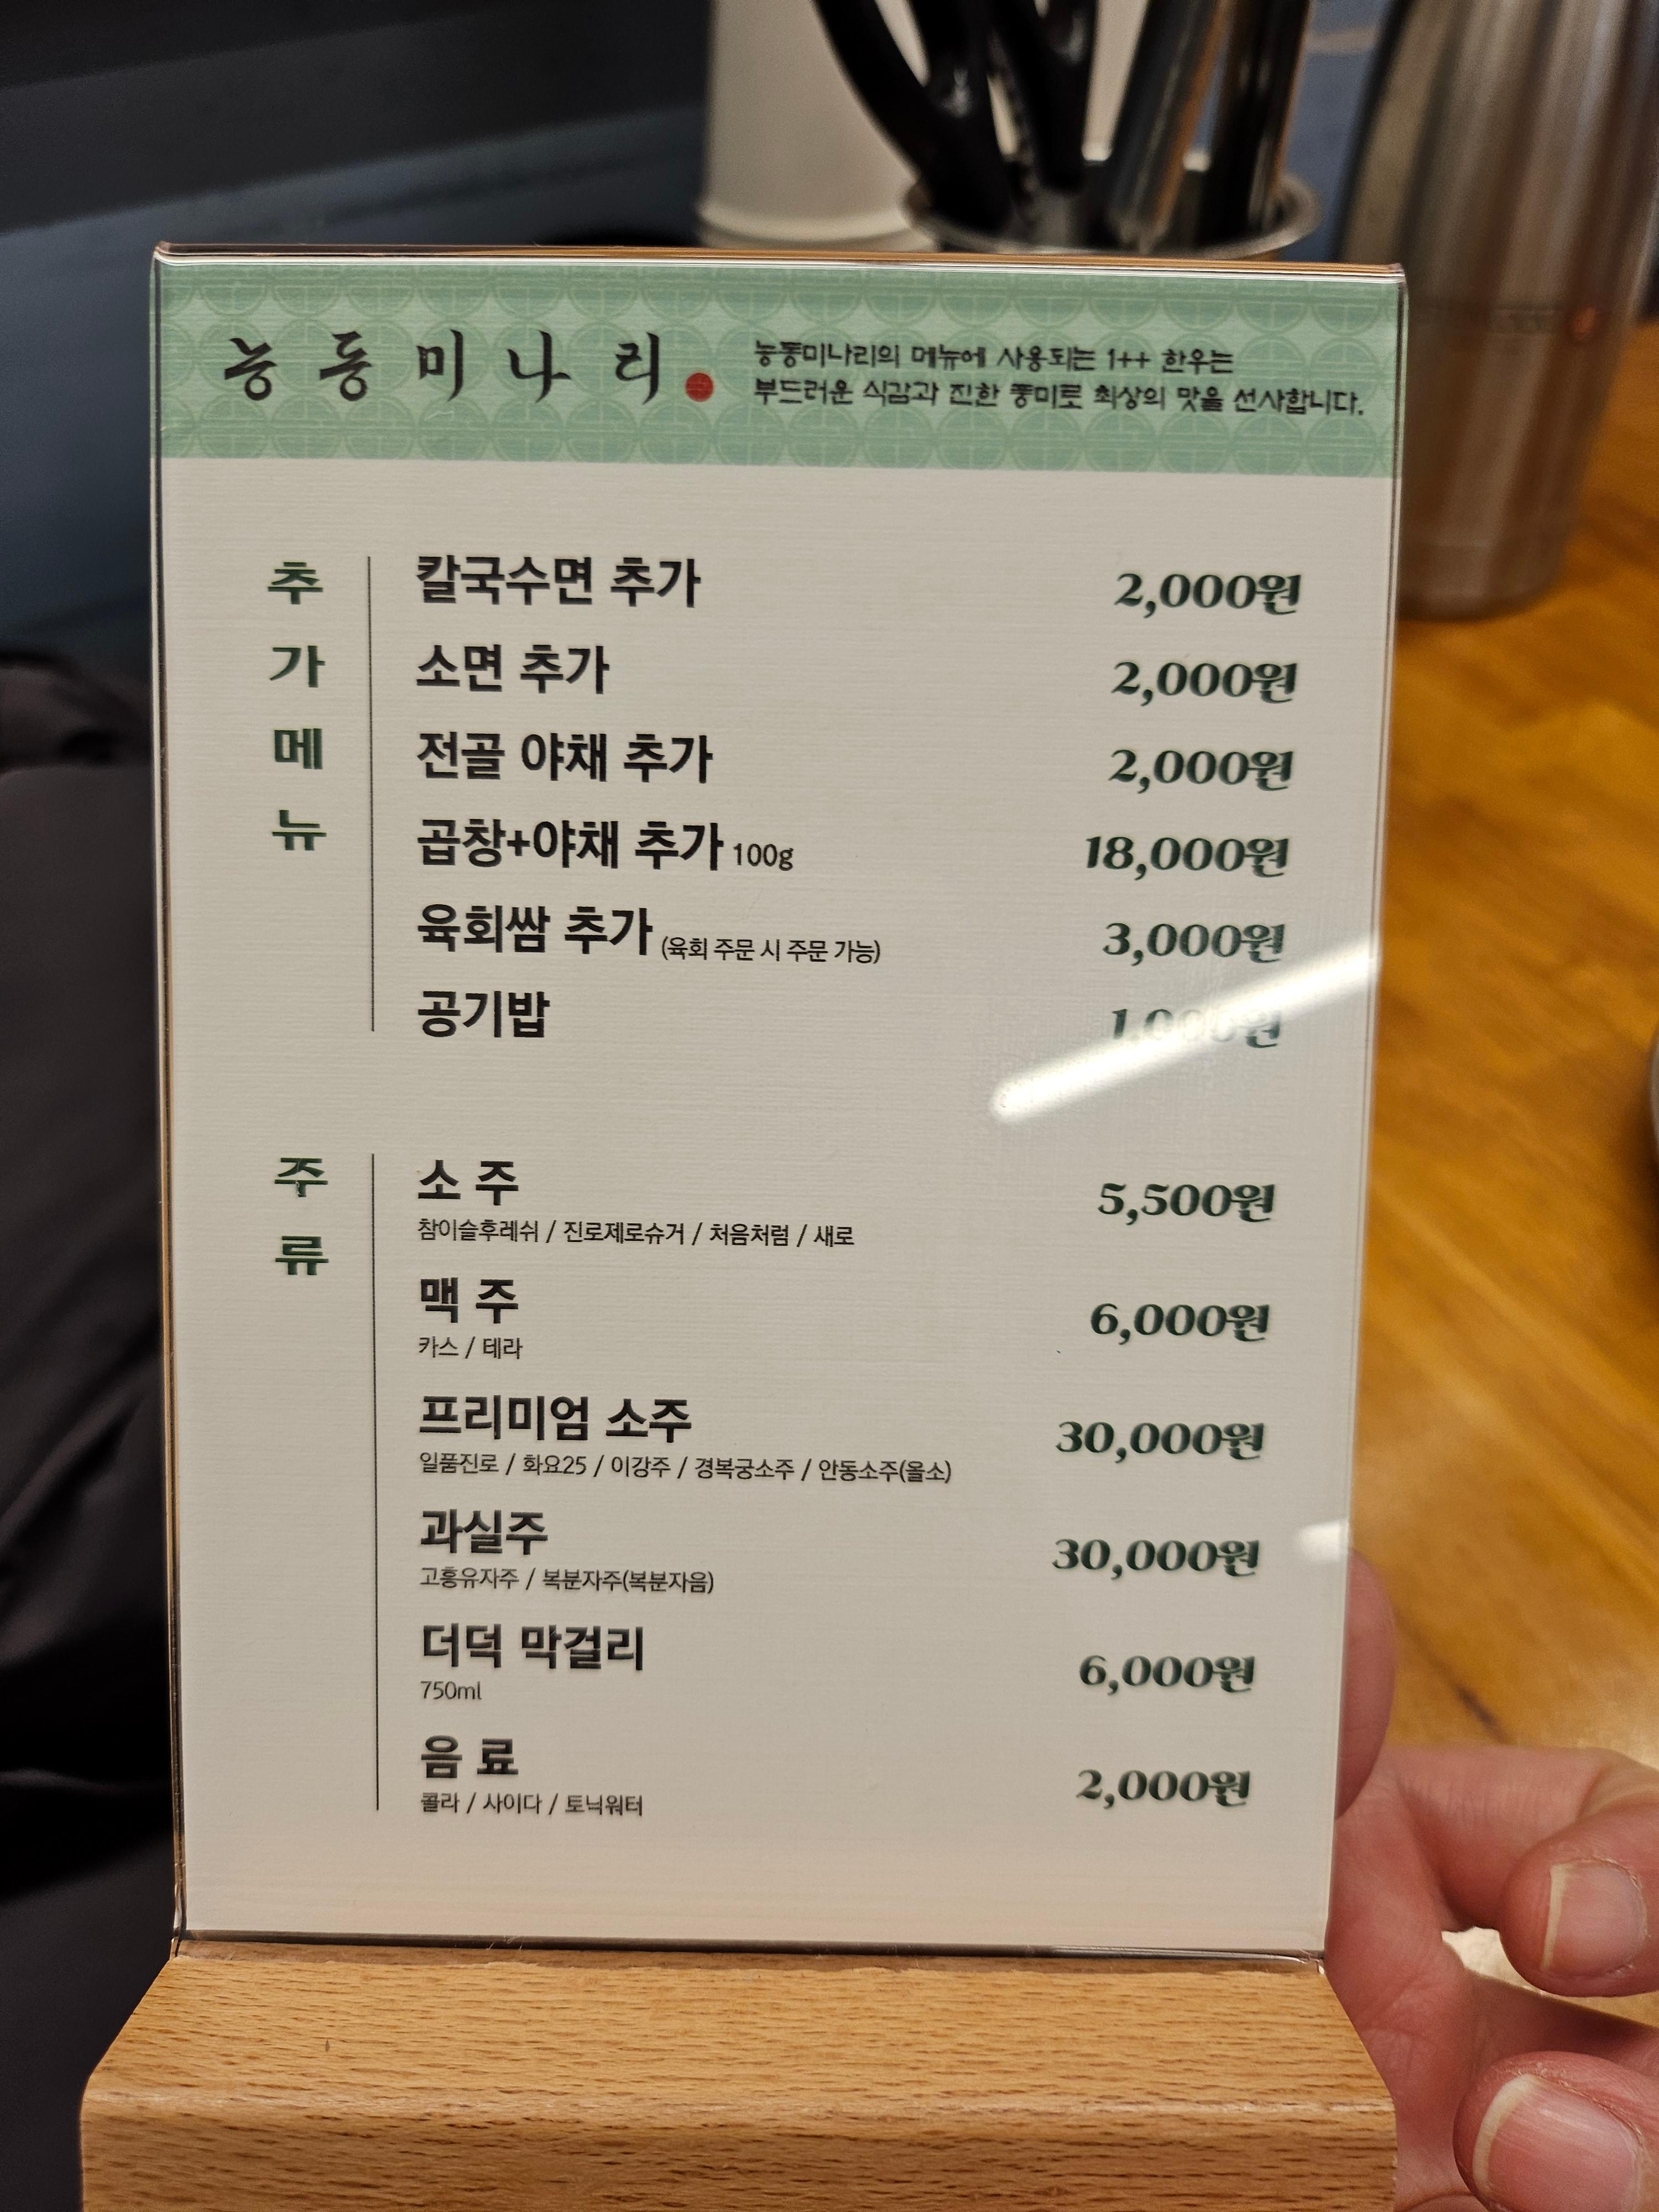 능동미나리
능동미나리의 메뉴에 사용되는 1++ 한우는
부드러운 식감과 진한 풍미로 최상의 맛을 선사합니다.
추가메뉴
칼국수면 추가 2,000원
소면 추가 2,000원
전골 야채 추가 2,000원
곱창+야채 추가 100g 18,000원
육회쌈 추가 (육회 주문 시 주문 가능) 3,000원
공기밥 1,000원
주류
소 주 5,500원
참이슬후레쉬 / 진로제로슈거 / 처음처럼 / 새로
맥 주 6,000원
카스 / 테라
프리미엄 소주 30,000원
일품진로 / 화요25 / 이강주 / 경복궁소주 / 안동소주(올소)
과실주 30,000원
고흥유자주 / 복분자주(복분자음)
더덕 막걸리 6,000원
750ml
음 료 2,000원
콜라 / 사이다 / 토닉워터